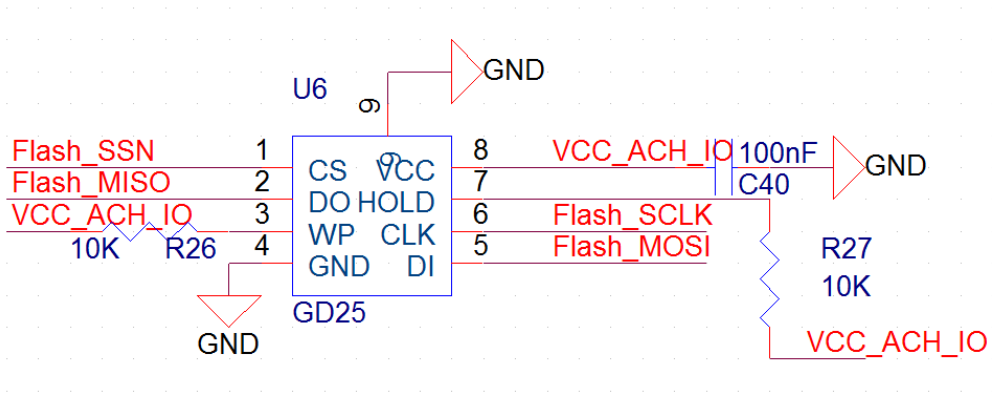 GND
U6
9
Flash_SSN 1 CS 9 VCC 8 VCC_ACH_IO 100nF GND
Flash_MISO 2 DO HOLD 7 C40
VCC_ACH_IO 3 WP CLK 6 Flash_SCLK
10K R26 4 GND DI 5 Flash_MOSI R27
10K
GD25
GND
VCC_ACH_IO